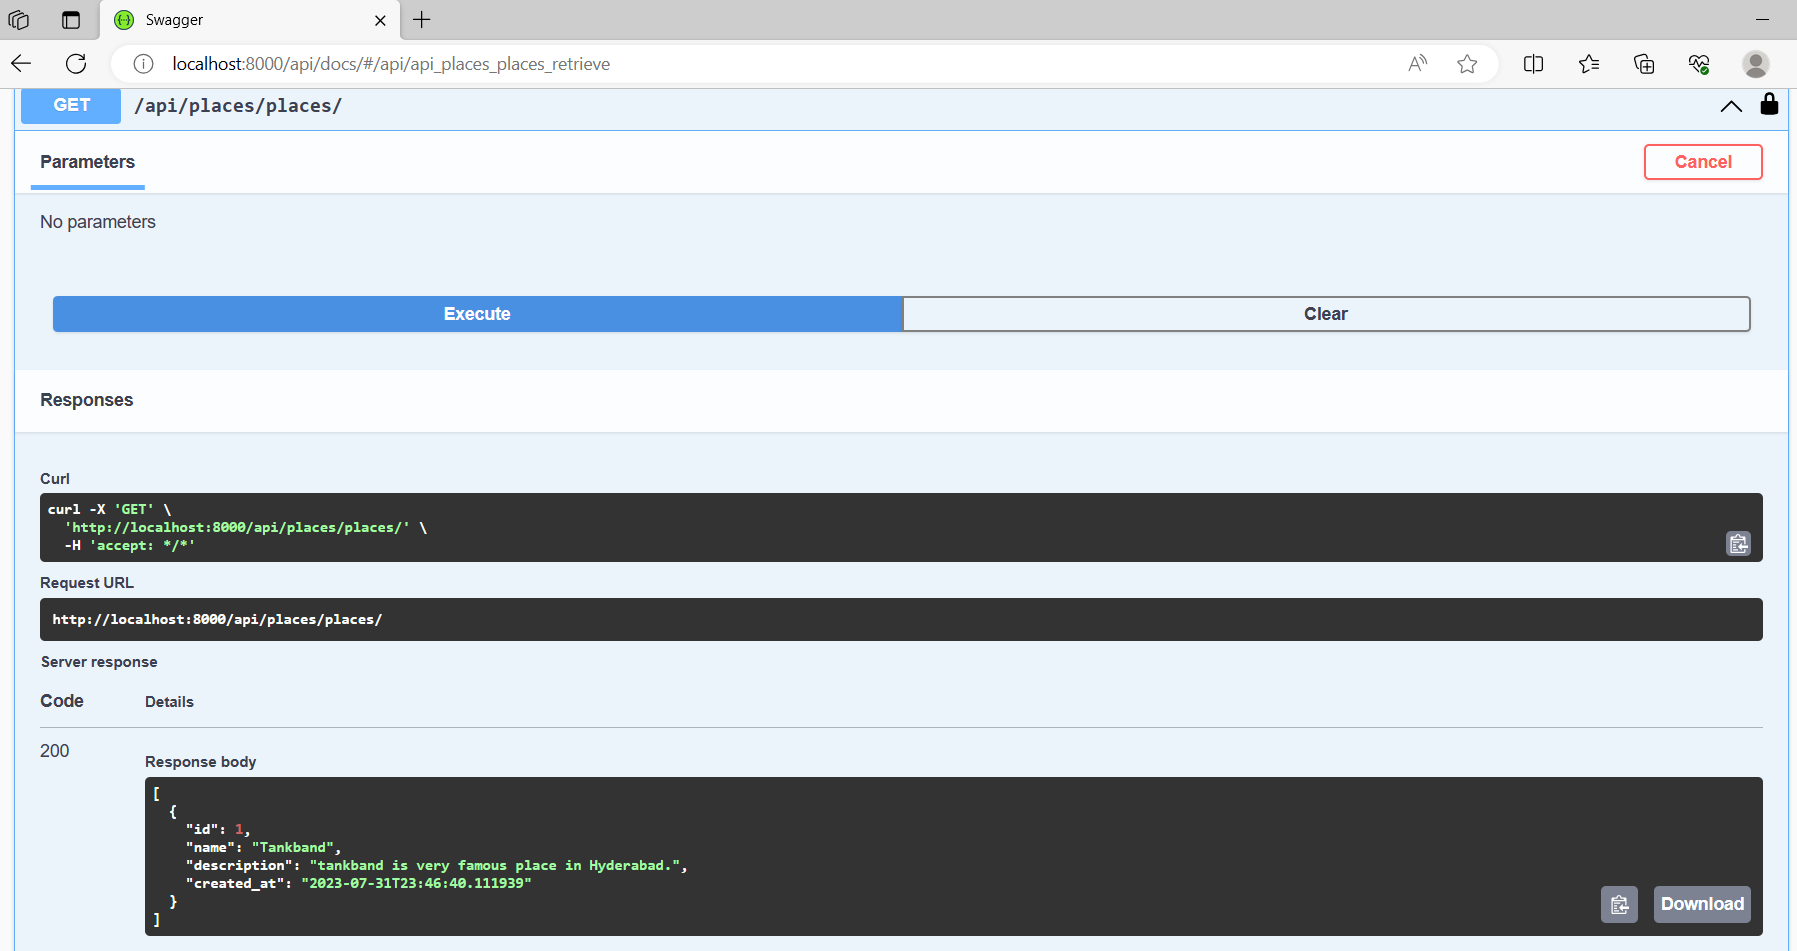 Swagger
localhost:8000/api/docs/#/api/api_places_places_retrieve
GET /api/places/places/
Parameters
Cancel
No parameters
Execute
Clear
Responses
Curl
curl -X 'GET' \
  'http://localhost:8000/api/places/places/' \
  -H 'accept: */*'
Request URL
http://localhost:8000/api/places/places/
Server response
Code Details
200
Response body
[
  {
    "id": 1,
    "name": "Tankband",
    "description": "tankband is very famous place in Hyderabad.",
    "created_at": "2023-07-31T23:46:40.111939"
  }
]
Download